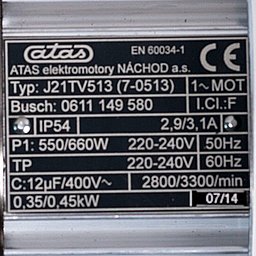 atas EN 60034-1 CE
ATAS elektromotory NÁCHOD a.s.
Typ: J21TV513 (7-0513) 1~MOT
Busch: 0611 149 580 I.Cl.:F
IP54 2,9/3,1A
P1: 550/660W 220-240V 50Hz
TP 220-240V 60Hz
C:12µF/400V~ 2800/3300/min
0,35/0,45kW 07/14